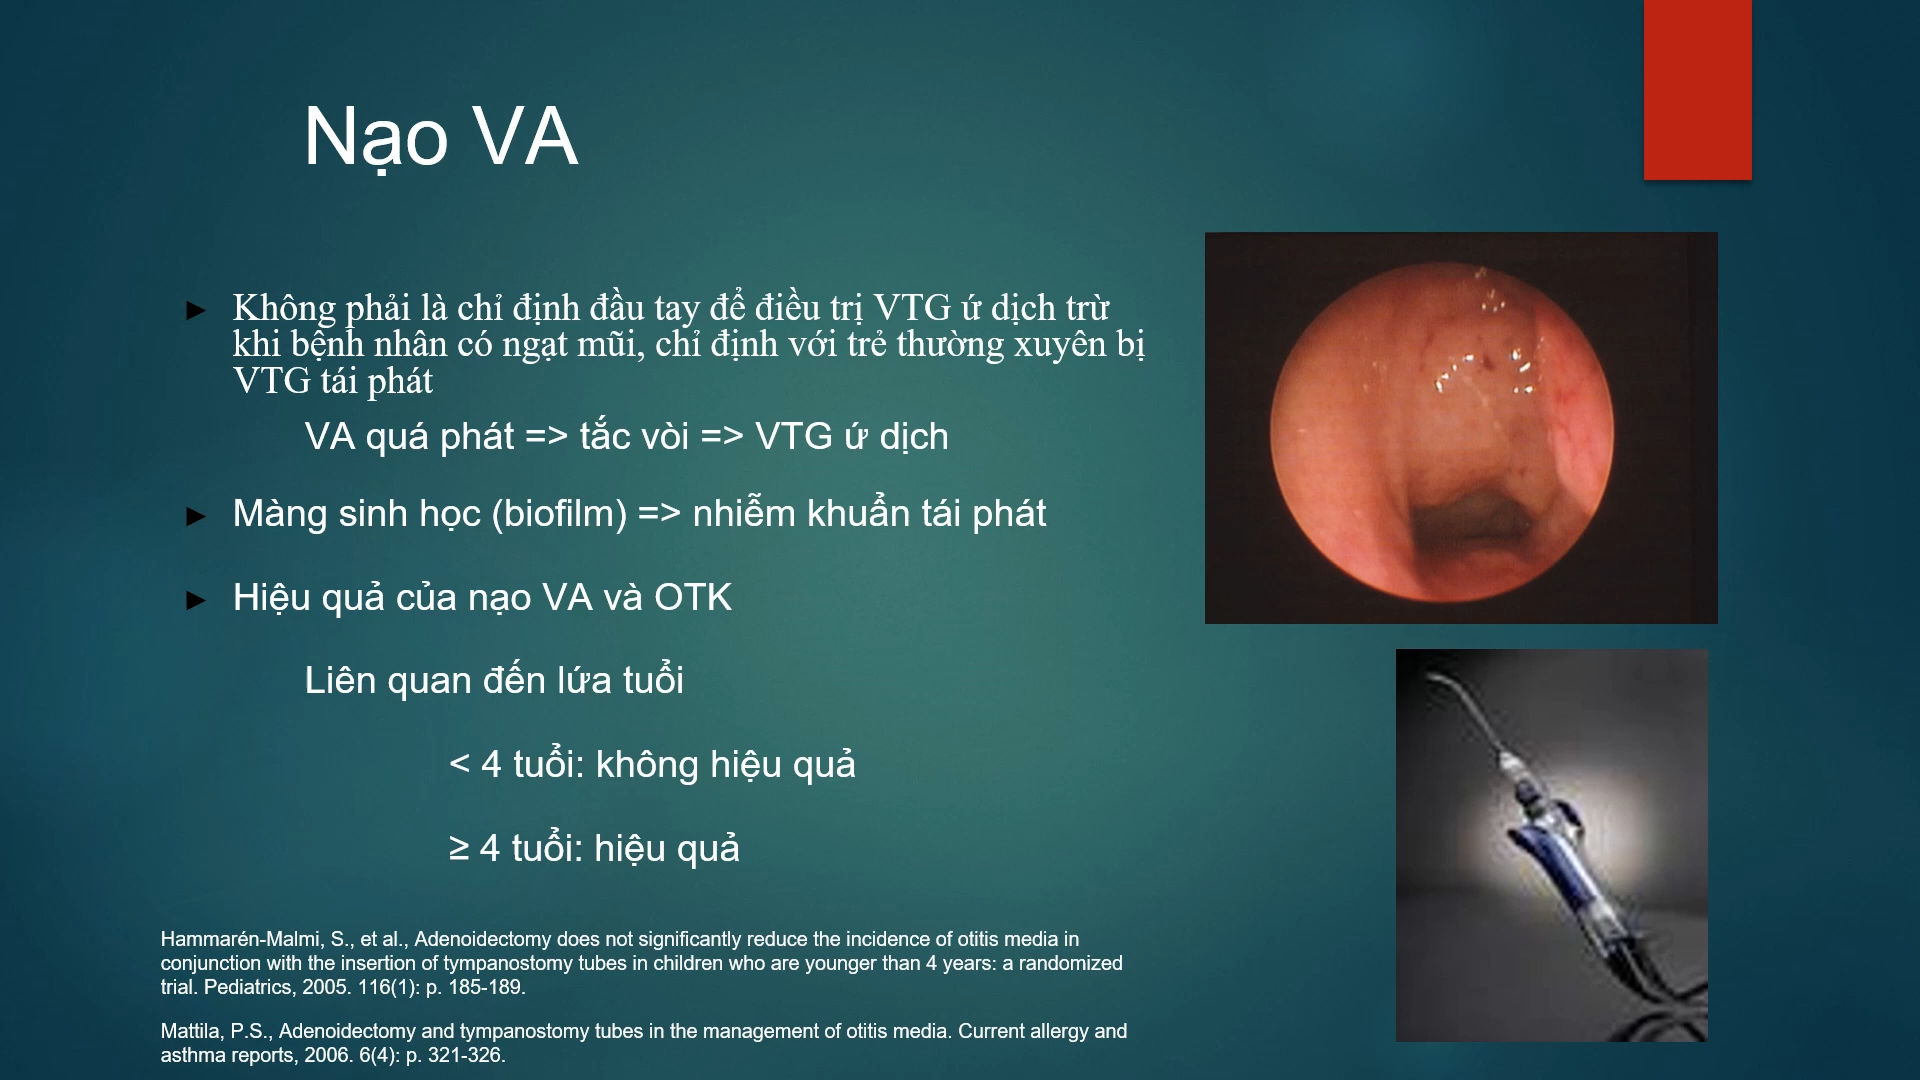 Nạo VA
► Không phải là chỉ định đầu tay để điều trị VTG ứ dịch trừ
khi bệnh nhân có ngạt mũi, chỉ định với trẻ thường xuyên bị
VTG tái phát
VA quá phát => tắc vòi => VTG ứ dịch
► Màng sinh học (biofilm) => nhiễm khuẩn tái phát
► Hiệu quả của nạo VA và OTK
Liên quan đến lứa tuổi
< 4 tuổi: không hiệu quả
≥ 4 tuổi: hiệu quả
Hammarén-Malmi, S., et al., Adenoidectomy does not significantly reduce the incidence of otitis media in
conjunction with the insertion of tympanostomy tubes in children who are younger than 4 years: a randomized
trial. Pediatrics, 2005. 116(1): p. 185-189.
Mattila, P.S., Adenoidectomy and tympanostomy tubes in the management of otitis media. Current allergy and
asthma reports, 2006. 6(4): p. 321-326.